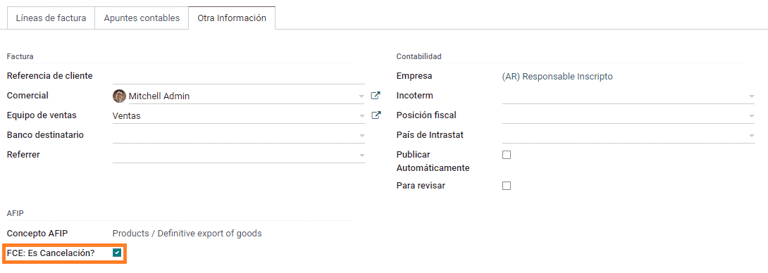 Líneas de factura Apuntes contables Otra Información
Factura
Referencia de cliente
Comercial Mitchell Admin
Equipo de ventas Ventas
Banco destinatario
Referrer
Contabilidad
Empresa (AR) Responsable Inscripto
Incoterm
Posición fiscal
País de Intrastat
Publicar
Automáticamente
Para revisar
AFIP
Concepto AFIP Products / Definitive export of goods
FCE: Es Cancelación?